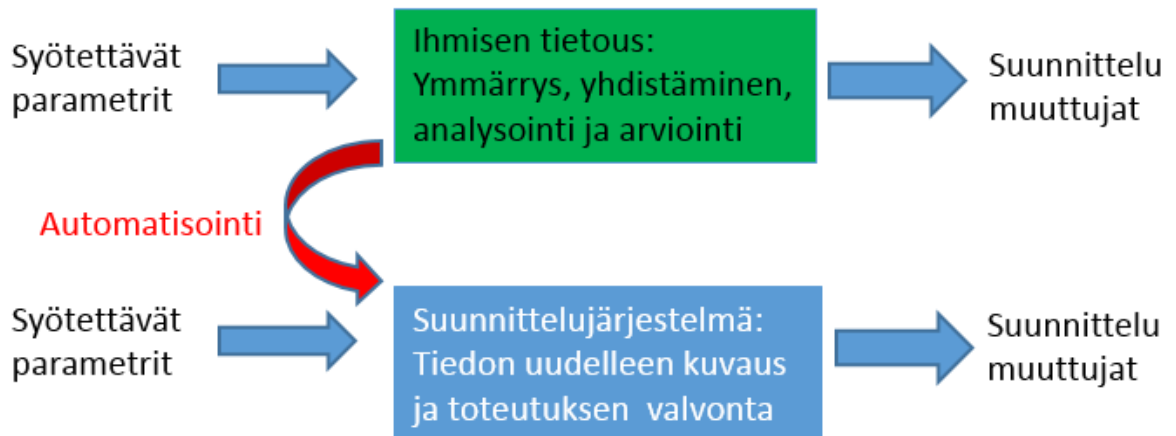 Syötettävät
parametrit
Ihmisen tietous:
Ymmärrys, yhdistäminen,
analysointi ja arviointi
Suunnittelu
muuttujat
Automatisointi
Syötettävät
parametrit
Suunnittelujärjestelmä:
Tiedon uudelleen kuvaus
ja toteutuksen valvonta
Suunnittelu
muuttujat